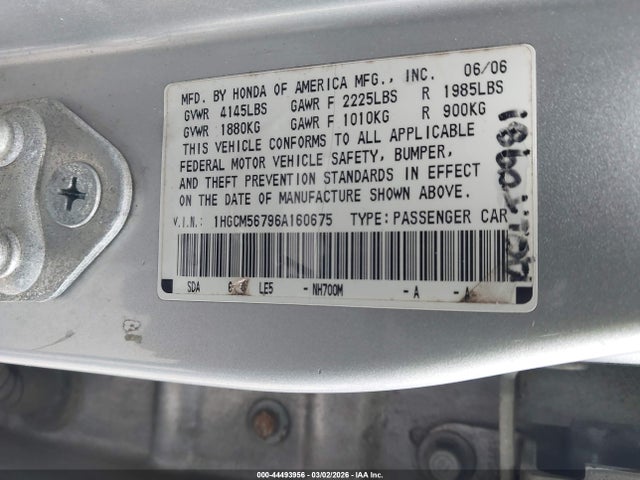 MFD. BY HONDA OF AMERICA MFG., INC. 06/06
GVWR 4145LBS GAWR F 2225LBS R 1985LBS
GVWR 1880KG GAWR F 1010KG R 900KG
THIS VEHICLE CONFORMS TO ALL APPLICABLE
FEDERAL MOTOR VEHICLE SAFETY, BUMPER,
AND THEFT PREVENTION STANDARDS IN EFFECT
ON THE DATE OF MANUFACTURE SHOWN ABOVE.
V.I.N.: 1HGCM56796A160675 TYPE: PASSENGER CAR
SDA LE5 - NH700M - A - A
000-44493956 | 03/02/2026 - IAA Inc.